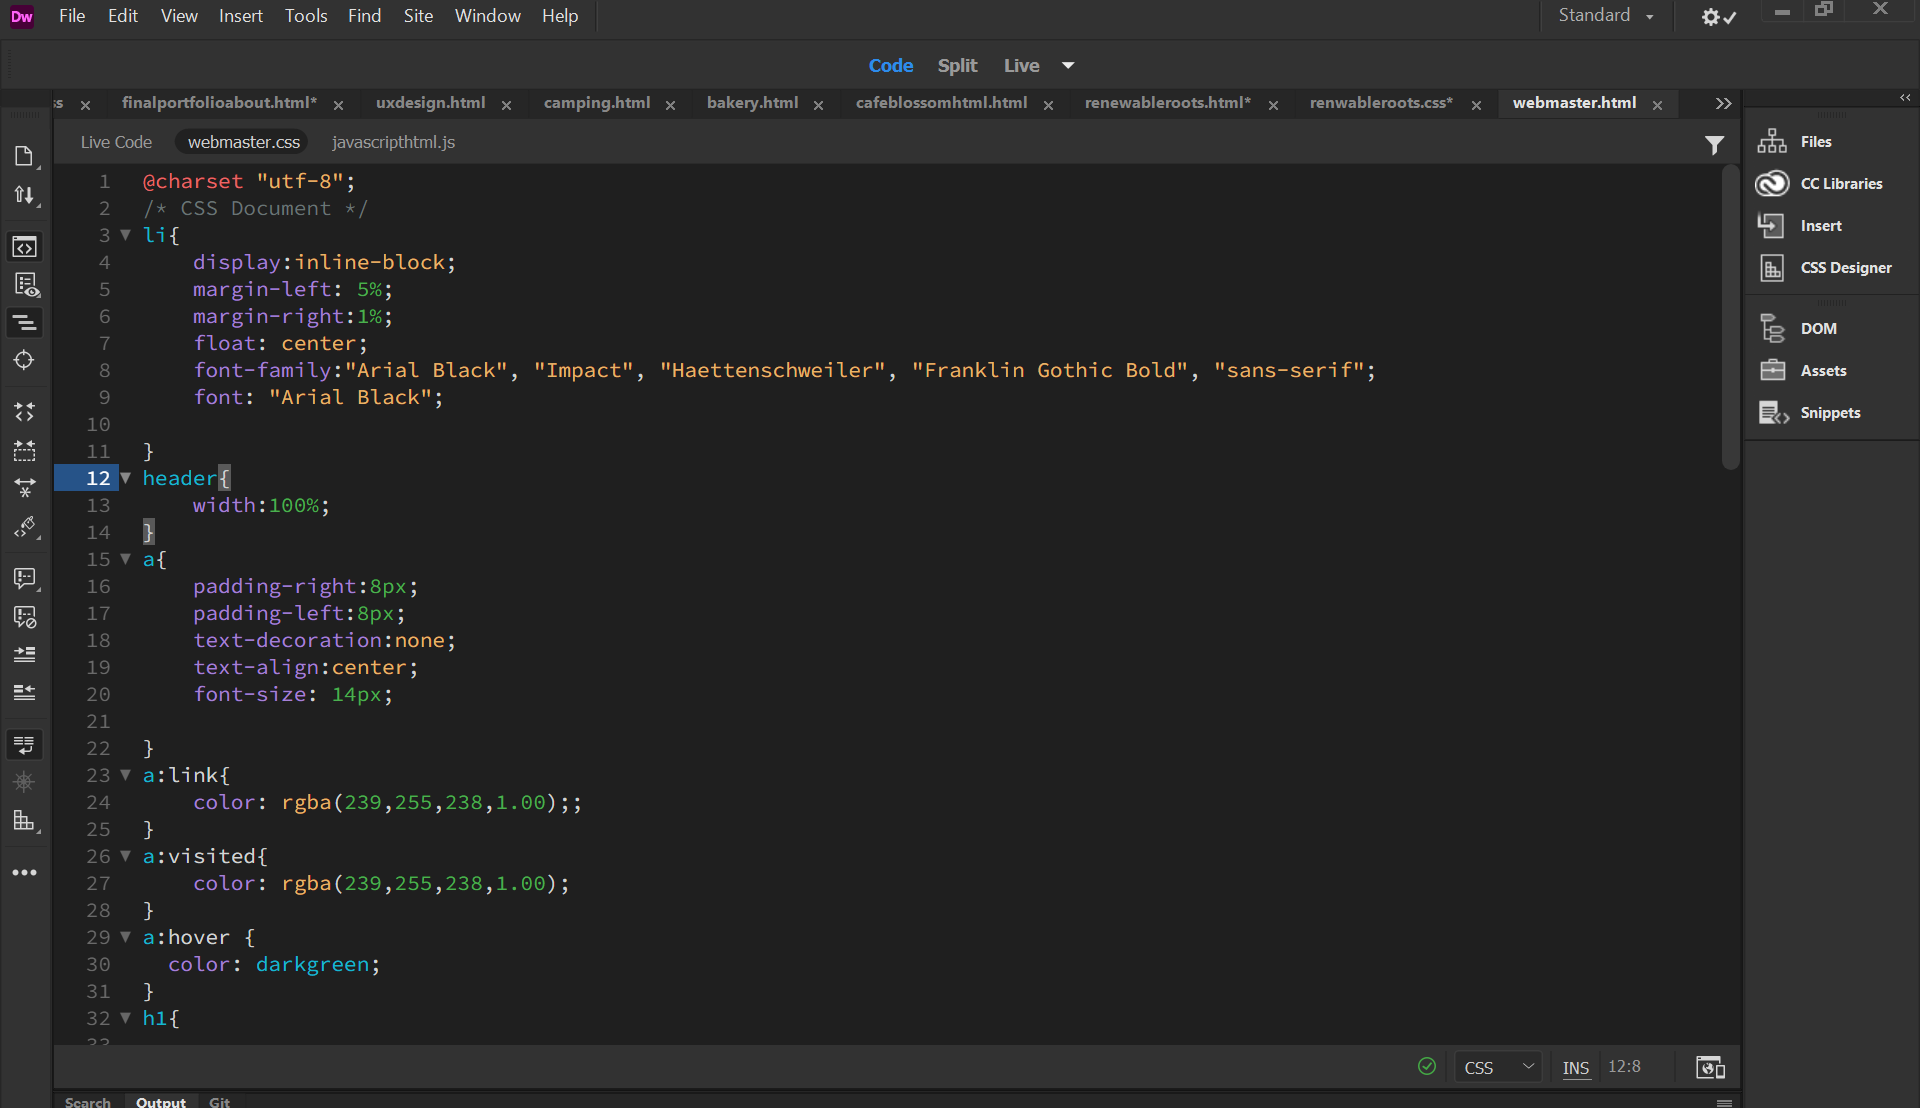 Dw File Edit View Insert Tools Find Site Window Help Standard
Code Split Live
ss finalportfolioabout.html* uxdesign.html camping.html bakery.html cafeblossomhtml.html renewableroots.html* renwableroots.css* webmaster.html
Live Code webmaster.css javascripthtml.js
1 @charset "utf-8";
2 /* CSS Document */
3 li{
4 display:inline-block;
5 margin-left: 5%;
6 margin-right:1%;
7 float: center;
8 font-family:"Arial Black", "Impact", "Haettenschweiler", "Franklin Gothic Bold", "sans-serif";
9 font: "Arial Black";
10
11 }
12 header{
13 width:100%;
14 }
15 a{
16 padding-right:8px;
17 padding-left:8px;
18 text-decoration:none;
19 text-align:center;
20 font-size: 14px;
21
22 }
23 a:link{
24 color: rgba(239,255,238,1.00);;
25 }
26 a:visited{
27 color: rgba(239,255,238,1.00);
28 }
29 a:hover {
30 color: darkgreen;
31 }
32 h1{
33
Files
CC Libraries
Insert
CSS Designer
DOM
Assets
Snippets
CSS INS 12:8
Search Output Git